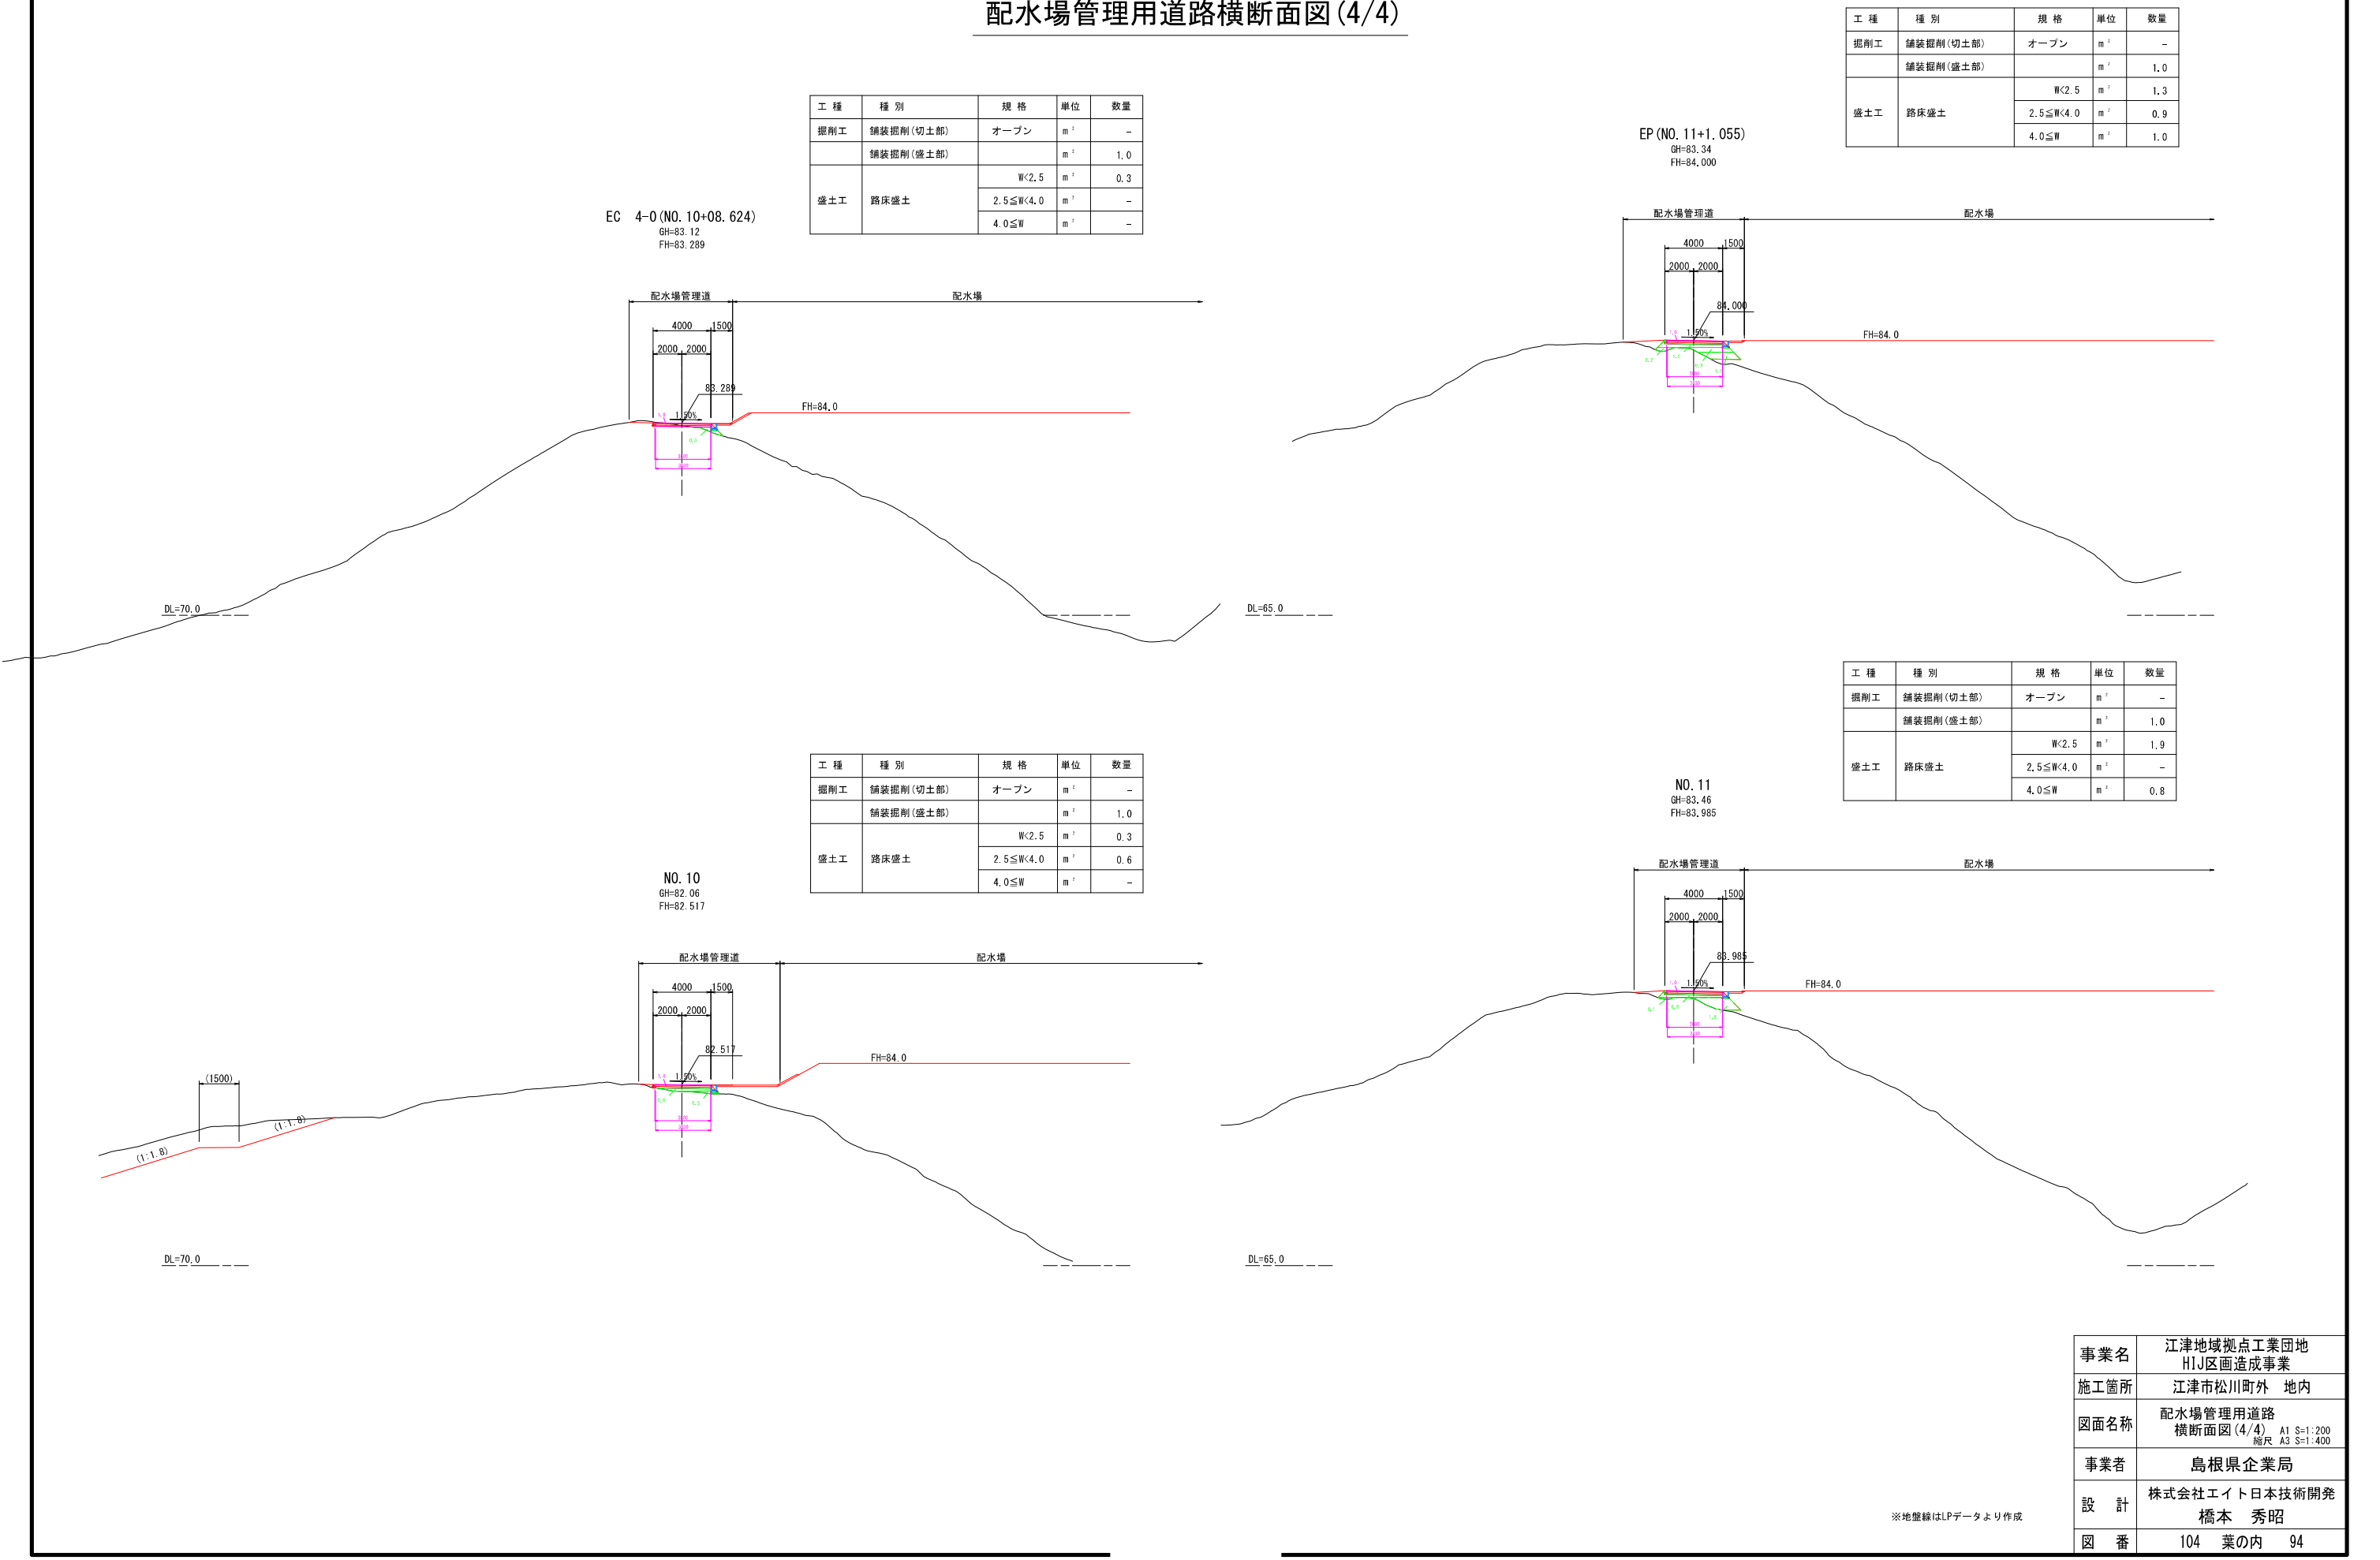 配水場管理用道路横断面図(4/4)
工 種 種 別 規 格 単位 数量
掘削工 舗装掘削(切土部) オープン m² -
舗装掘削(盛土部) m² 1.0
盛土工 路床盛土 W<2.5 m² 0.3
2.5≦W<4.0 m² -
4.0≦W m² -
EC 4-0(NO.10+08.624)
GH=83.12
FH=83.289
配水場管理道 配水場
4000 1500
2000 2000
83.289
1.50%
FH=84.0
DL=70.0
工 種 種 別 規 格 単位 数量
掘削工 舗装掘削(切土部) オープン m² -
舗装掘削(盛土部) m² 1.0
盛土工 路床盛土 W<2.5 m² 1.3
2.5≦W<4.0 m² 0.9
4.0≦W m² 1.0
EP(NO.11+1.055)
GH=83.34
FH=84.000
配水場管理道 配水場
4000 1500
2000 2000
84.000
1.50%
FH=84.0
DL=65.0
工 種 種 別 規 格 単位 数量
掘削工 舗装掘削(切土部) オープン m² -
舗装掘削(盛土部) m² 1.0
盛土工 路床盛土 W<2.5 m² 0.3
2.5≦W<4.0 m² 0.6
4.0≦W m² -
NO.10
GH=82.06
FH=82.517
配水場管理道 配水場
4000 1500
2000 2000
82.517
1.50%
FH=84.0
(1500)
(1:1.8)
(1:1.8)
DL=70.0
工 種 種 別 規 格 単位 数量
掘削工 舗装掘削(切土部) オープン m² -
舗装掘削(盛土部) m² 1.0
盛土工 路床盛土 W<2.5 m² 1.9
2.5≦W<4.0 m² -
4.0≦W m² 0.8
NO.11
GH=83.46
FH=83.985
配水場管理道 配水場
4000 1500
2000 2000
83.985
1.50%
FH=84.0
DL=65.0
※地盤線はLPデータより作成
事業名 江津地域拠点工業団地
HIJ区画造成事業
施工箇所 江津市松川町外 地内
図面名称 配水場管理用道路
横断面図(4/4) A1 S=1:200
縮尺 A3 S=1:400
事業者 島根県企業局
設 計 株式会社エイト日本技術開発
橋本 秀昭
図 番 104 葉の内 94